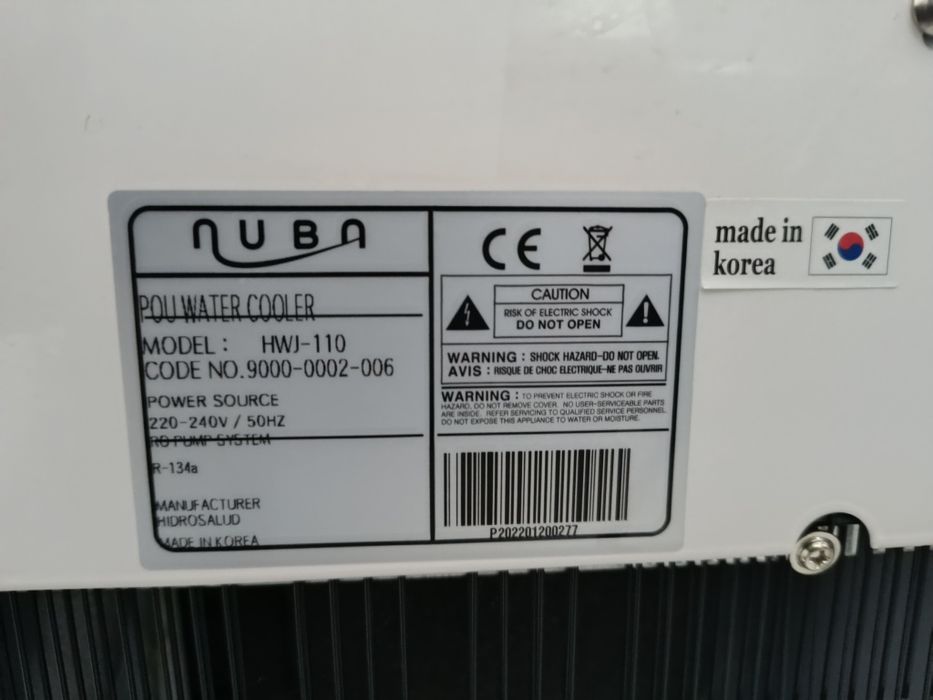 NUBA
POU WATER COOLER
MODEL : HWJ-110
CODE NO.9000-0002-006
POWER SOURCE
220-240V / 50HZ
RO PUMP SYSTEM
R-134a
MANUFACTURER
HIDROSALUD
MADE IN KOREA
CE
CAUTION
RISK OF ELECTRIC SHOCK
DO NOT OPEN
WARNING : SHOCK HAZARD-DO NOT OPEN.
AVIS : RISQUE DE CHOC ELECTRIQUE-NE PAS OUVRIR
WARNING : TO PREVENT ELECTRIC SHOCK OR FIRE
HAZARD, DO NOT REMOVE COVER. NO USER-SERVICEABLE PARTS
ARE INSIDE. REFER SERVICING TO QUALIFIED SERVICE PERSONNEL.
DO NOT EXPOSE THIS APPLIANCE TO WATER OR MOISTURE.
P202201200277
made in
korea